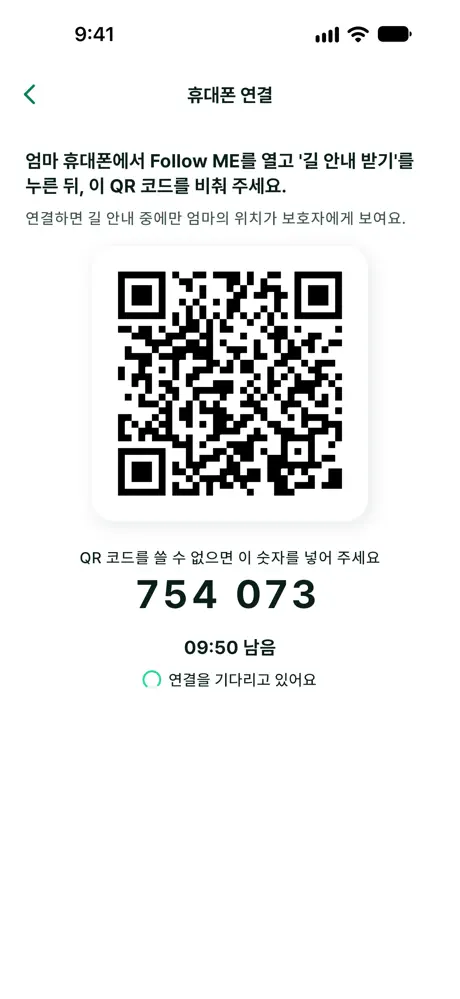 9:41
휴대폰 연결
엄마 휴대폰에서 Follow ME를 열고 '길 안내 받기'를
누른 뒤, 이 QR 코드를 비춰 주세요.
연결하면 길 안내 중에만 엄마의 위치가 보호자에게 보여요.
QR 코드를 쓸 수 없으면 이 숫자를 넣어 주세요
754 073
09:50 남음
연결을 기다리고 있어요